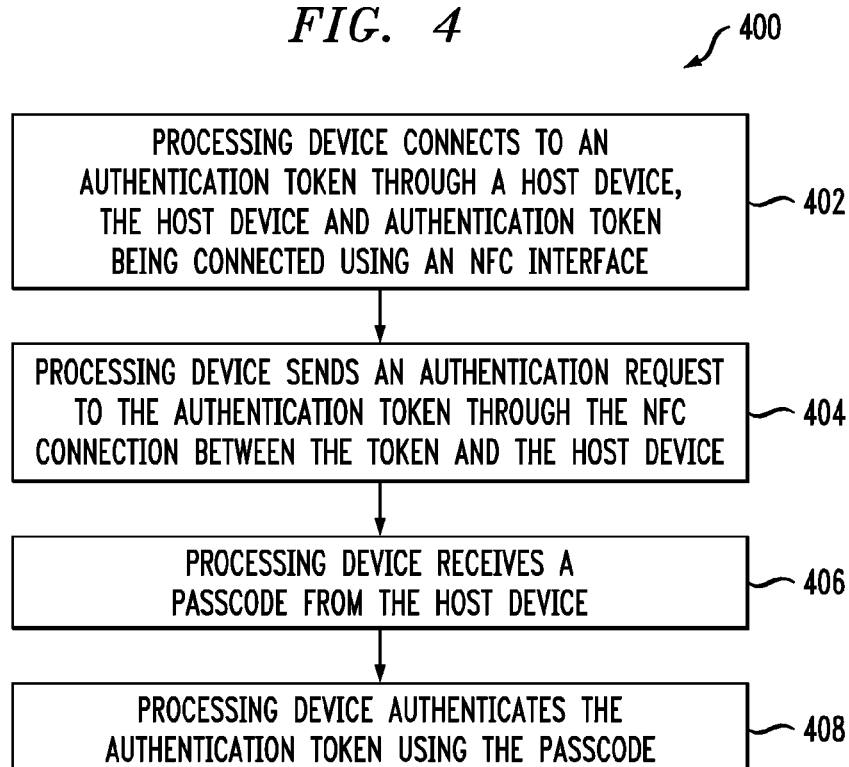 FIG. 4
400
PROCESSING DEVICE CONNECTS TO AN
AUTHENTICATION TOKEN THROUGH A HOST DEVICE,
THE HOST DEVICE AND AUTHENTICATION TOKEN
BEING CONNECTED USING AN NFC INTERFACE
402
PROCESSING DEVICE SENDS AN AUTHENTICATION REQUEST
TO THE AUTHENTICATION TOKEN THROUGH THE NFC
CONNECTION BETWEEN THE TOKEN AND THE HOST DEVICE
404
PROCESSING DEVICE RECEIVES A
PASSCODE FROM THE HOST DEVICE
406
PROCESSING DEVICE AUTHENTICATES THE
AUTHENTICATION TOKEN USING THE PASSCODE
408